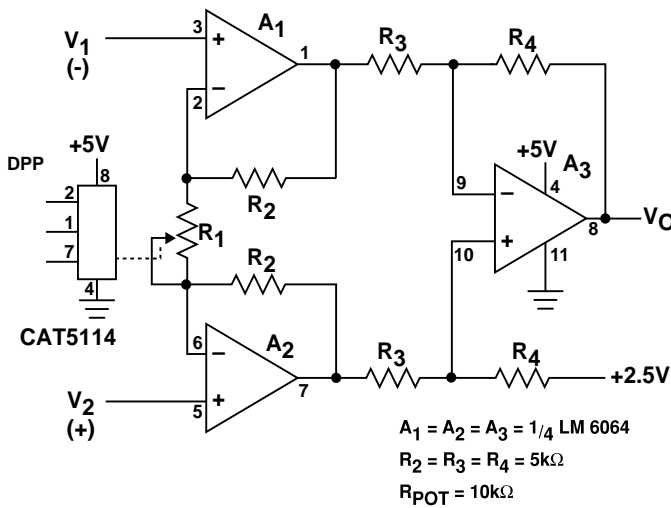 A1
V1
3
+
1
R3
R4
(-)
2
−
+5V
DPP
8
R2
+5V
A3
2
4
9
−
1
R1
8
VO
7
+
10
11
R2
4
6
−
A2
R3
R4
CAT5114
7
+2.5V
V2
5
+
(+)
A1 = A2 = A3 = 1/4 LM 6064
R2 = R3 = R4 = 5kΩ
RPOT = 10kΩ